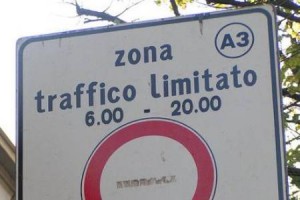 zona A3
traffico limitato
6.00 - 20.00